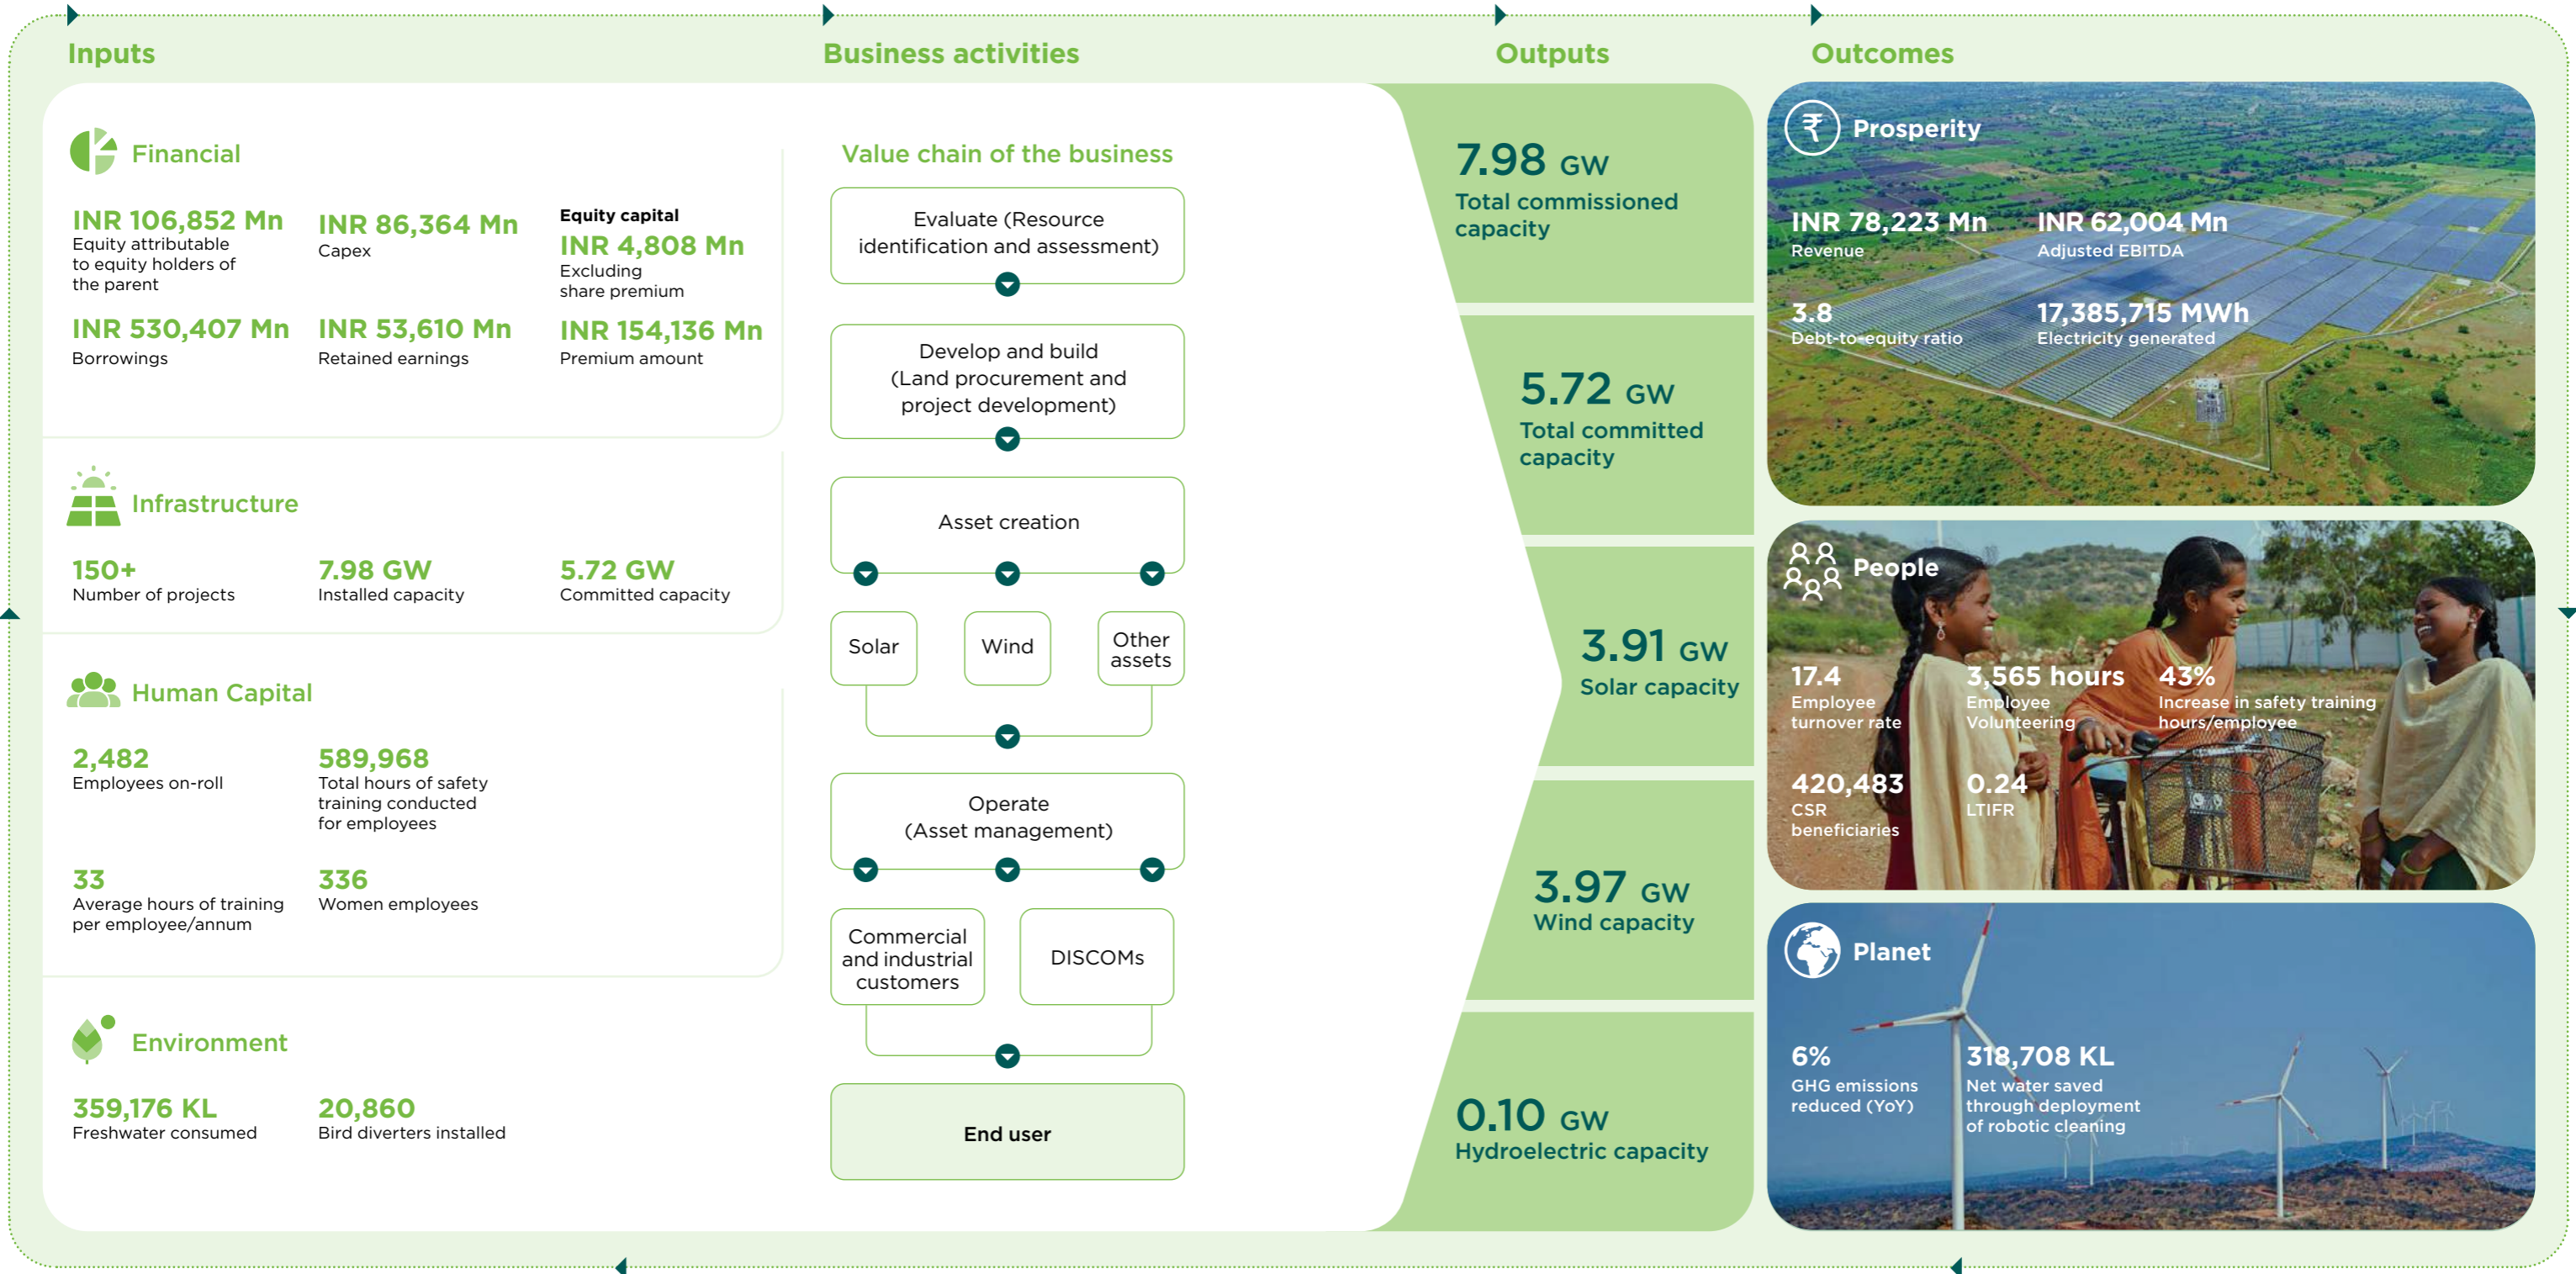 Inputs
Business activities
Outputs
Outcomes
Financial
INR 106,852 Mn
Equity attributable
to equity holders of
the parent
INR 86,364 Mn
Capex
Equity capital
INR 4,808 Mn
Excluding
share premium
INR 530,407 Mn
Borrowings
INR 53,610 Mn
Retained earnings
INR 154,136 Mn
Premium amount
Infrastructure
150+
Number of projects
7.98 GW
Installed capacity
5.72 GW
Committed capacity
Human Capital
2,482
Employees on-roll
589,968
Total hours of safety
training conducted
for employees
33
Average hours of training
per employee/annum
336
Women employees
Environment
359,176 KL
Freshwater consumed
20,860
Bird diverters installed
Value chain of the business
Evaluate (Resource
identification and assessment)
Develop and build
(Land procurement and
project development)
Asset creation
Solar
Wind
Other
assets
Operate
(Asset management)
Commercial
and industrial
customers
DISCOMs
End user
7.98 GW
Total commissioned
capacity
5.72 GW
Total committed
capacity
3.91 GW
Solar capacity
3.97 GW
Wind capacity
0.10 GW
Hydroelectric capacity
₹
Prosperity
INR 78,223 Mn
Revenue
INR 62,004 Mn
Adjusted EBITDA
3.8
Debt-to-equity ratio
17,385,715 MWh
Electricity generated
People
17.4
Employee
turnover rate
3,565 hours
Employee
Volunteering
43%
Increase in safety training
hours/employee
420,483
CSR
beneficiaries
0.24
LTIFR
Planet
6%
GHG emissions
reduced (YoY)
318,708 KL
Net water saved
through deployment
of robotic cleaning